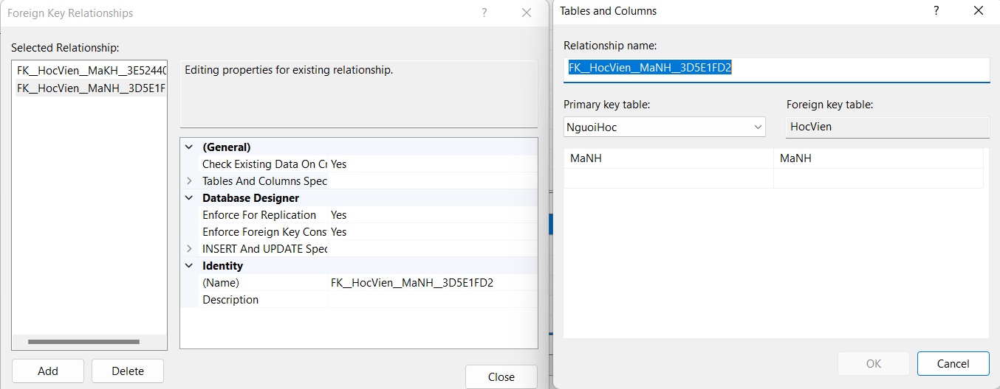 Foreign Key Relationships
?
Selected Relationship:
FK__HocVien__MaKH__3E52440
FK__HocVien__MaNH__3D5E1F
Editing properties for existing relationship.
(General)
Check Existing Data On Cr Yes
Tables And Columns Spec
Database Designer
Enforce For Replication Yes
Enforce Foreign Key Cons Yes
INSERT And UPDATE Spec
Identity
(Name) FK__HocVien__MaNH__3D5E1FD2
Description
Add Delete
Close
Tables and Columns
?
Relationship name:
FK__HocVien__MaNH__3D5E1FD2
Primary key table: Foreign key table:
NguoiHoc HocVien
MaNH MaNH
OK Cancel